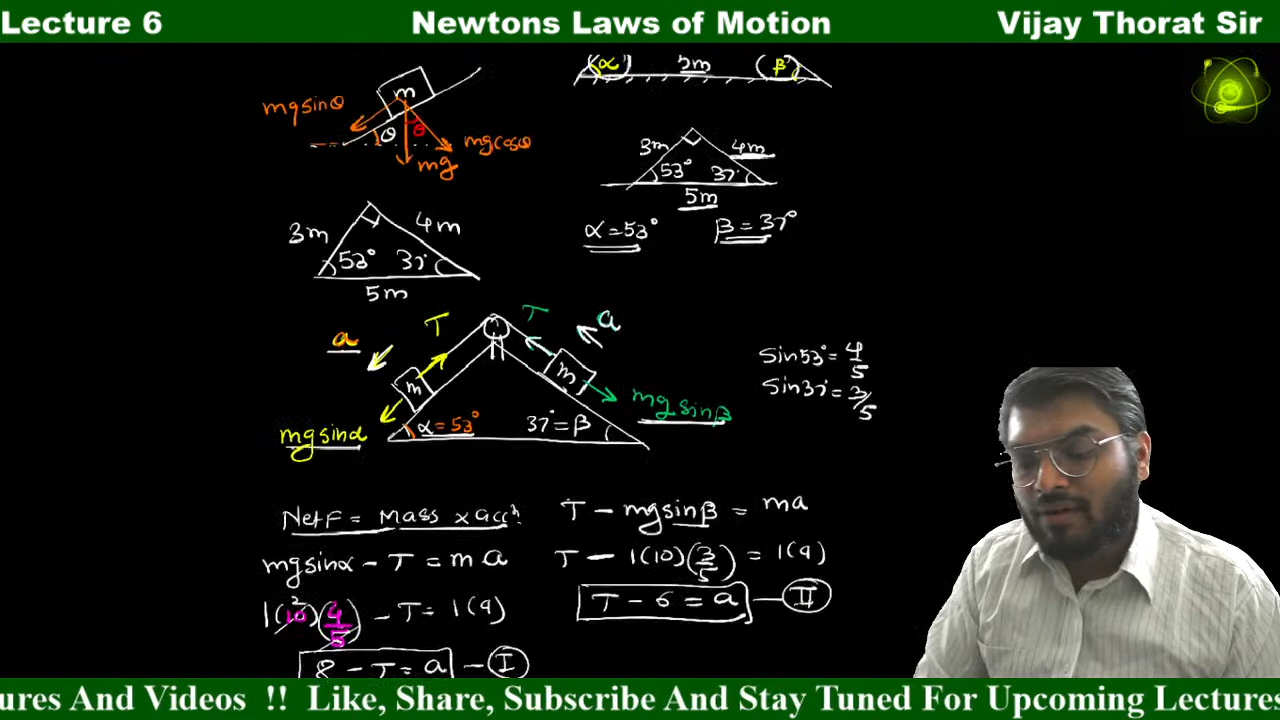 Lecture 6
Newtons Laws of Motion
Vijay Thorat Sir
α
5m
β
m
mgsinθ
θ
θ
mgcosθ
mg
3m
4m
53°
37°
5m
α = 53°
β = 37°
3m
4m
53°
37°
5m
T
T
a
a
m
m
mgsinα
mgsinβ
α = 53°
37° = β
Sin53° = 4/5
Sin37° = 3/5
Net F = Mass × accⁿ.
mgsinα - T = ma
1(10)(4/5) - T = 1(a)
2
8 - T = a - I
T - mgsinβ = ma
T - 1(10)(3/5) = 1(a)
T - 6 = a - II
ures And Videos !! Like, Share, Subscribe And Stay Tuned For Upcoming Lectures